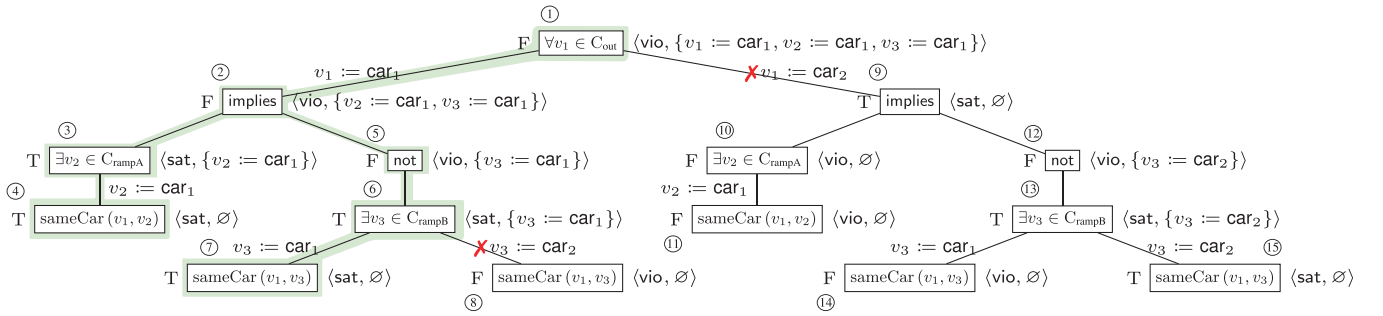 ①
F ∀v₁ ∈ C_out ⟨vio, {v₁ := car₁, v₂ := car₁, v₃ := car₁}⟩
v₁ := car₁ ✗ v₁ := car₂
② ⑨
F implies ⟨vio, {v₂ := car₁, v₃ := car₁}⟩ T implies ⟨sat, ∅⟩
③ ⑤ ⑩ ⑫
T ∃v₂ ∈ C_rampA ⟨sat, {v₂ := car₁}⟩ F not ⟨vio, {v₃ := car₁}⟩ F ∃v₂ ∈ C_rampA ⟨vio, ∅⟩ F not ⟨vio, {v₃ := car₂}⟩
④ v₂ := car₁ ⑥ v₂ := car₁ ⑬
T sameCar (v₁, v₂) ⟨sat, ∅⟩ T ∃v₃ ∈ C_rampB ⟨sat, {v₃ := car₁}⟩ F sameCar (v₁, v₂) ⟨vio, ∅⟩ T ∃v₃ ∈ C_rampB ⟨sat, {v₃ := car₂}⟩
⑦ v₃ := car₁ ✗ v₃ := car₂ ⑪ v₃ := car₁ v₃ := car₂ ⑮
T sameCar (v₁, v₃) ⟨sat, ∅⟩ F sameCar (v₁, v₃) ⟨vio, ∅⟩ F sameCar (v₁, v₃) ⟨vio, ∅⟩ T sameCar (v₁, v₃) ⟨sat, ∅⟩
⑧ ⑭